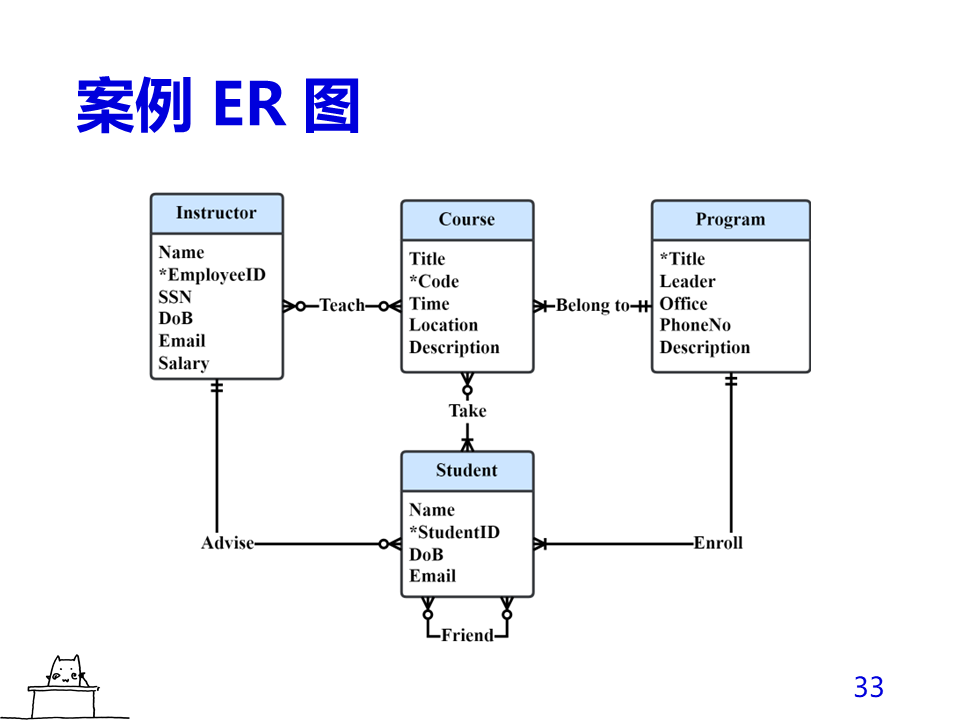 案例 ER 图
Instructor
Name
*EmployeeID
SSN
DoB
Email
Salary
Teach
Course
Title
*Code
Time
Location
Description
Belong to
Program
*Title
Leader
Office
PhoneNo
Description
Take
Student
Name
*StudentID
DoB
Email
Advise
Enroll
Friend
33